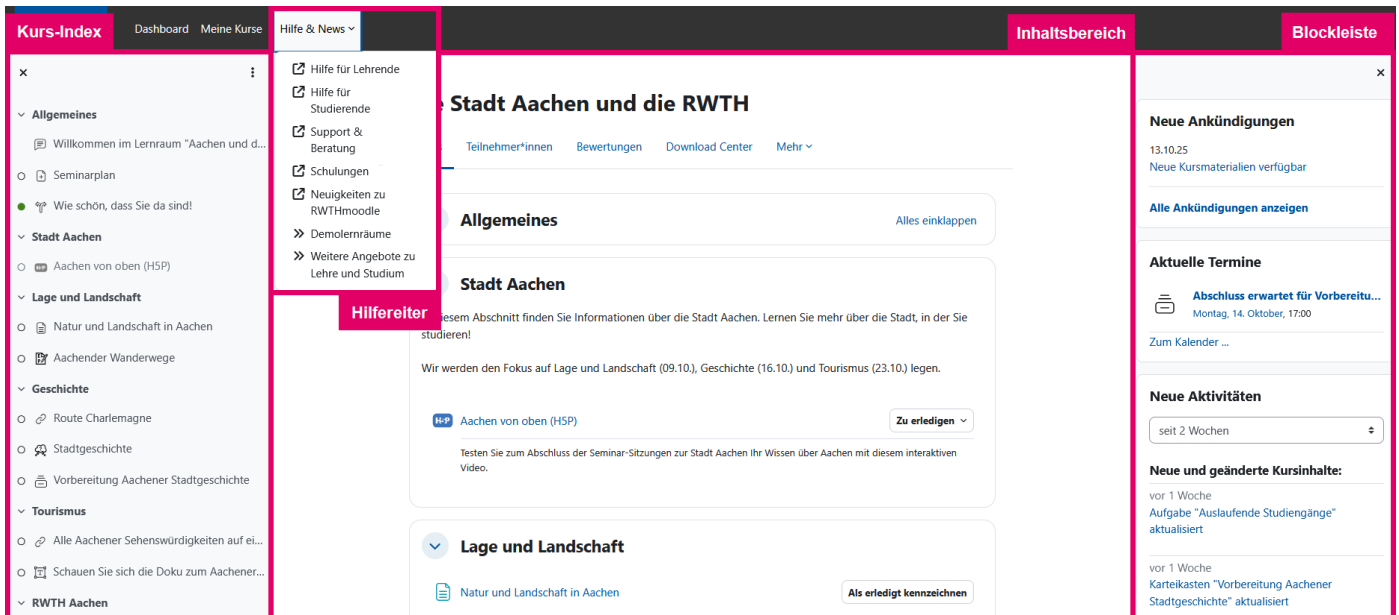 Kurs-Index
Dashboard
Meine Kurse
Hilfe & News
Inhaltsbereich
Blockleiste
Allgemeines
Willkommen im Lernraum "Aachen und d...
Seminarplan
Wie schön, dass Sie da sind!
Stadt Aachen
Aachen von oben (H5P)
Lage und Landschaft
Natur und Landschaft in Aachen
Aachender Wanderwege
Geschichte
Route Charlemagne
Stadtgeschichte
Vorbereitung Aachener Stadtgeschichte
Tourismus
Alle Aachener Sehenswürdigkeiten auf ei...
Schauen Sie sich die Doku zum Aachener...
RWTH Aachen
Hilfe für Lehrende
Hilfe für
Studierende
Support &
Beratung
Schulungen
Neuigkeiten zu
RWTHmoodle
Demolernräume
Weitere Angebote zu
Lehre und Studium
Hilfereiter
Stadt Aachen und die RWTH
Teilnehmer*innen
Bewertungen
Download Center
Mehr
Allgemeines
Alles einklappen
Stadt Aachen
diesem Abschnitt finden Sie Informationen über die Stadt Aachen. Lernen Sie mehr über die Stadt, in der Sie
studieren!
Wir werden den Fokus auf Lage und Landschaft (09.10.), Geschichte (16.10.) und Tourismus (23.10.) legen.
H5P Aachen von oben (H5P)
Zu erledigen
Testen Sie zum Abschluss der Seminar-Sitzungen zur Stadt Aachen Ihr Wissen über Aachen mit diesem interaktiven
Video.
Lage und Landschaft
Natur und Landschaft in Aachen
Als erledigt kennzeichnen
Neue Ankündigungen
13.10.25
Neue Kursmaterialien verfügbar
Alle Ankündigungen anzeigen
Aktuelle Termine
Abschluss erwartet für Vorbereitu...
Montag, 14. Oktober, 17:00
Zum Kalender ...
Neue Aktivitäten
seit 2 Wochen
Neue und geänderte Kursinhalte:
vor 1 Woche
Aufgabe "Auslaufende Studiengänge"
aktualisiert
vor 1 Woche
Karteikasten "Vorbereitung Aachener
Stadtgeschichte" aktualisiert